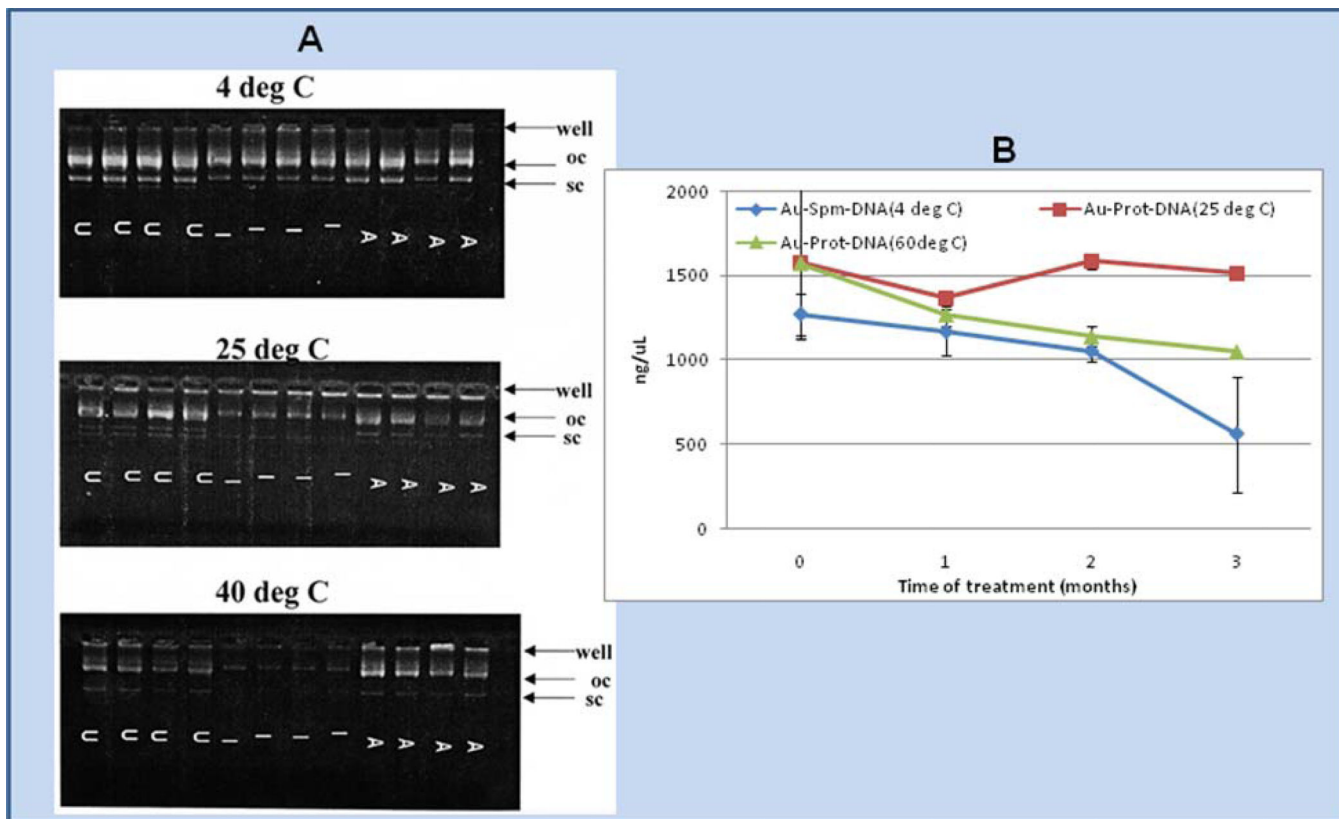 A
4 deg C
well
oc
sc
U U U U I I I I A A A A
25 deg C
well
oc
sc
U U U U I I I I A A A A
40 deg C
well
oc
sc
U U U U I I I I A A A A
B
2000
1500
1000
500
0
ng/uL
Au-Spm-DNA(4 deg C) Au-Prot-DNA(25 deg C)
Au-Prot-DNA(60deg C)
0 1 2 3
Time of treatment (months)